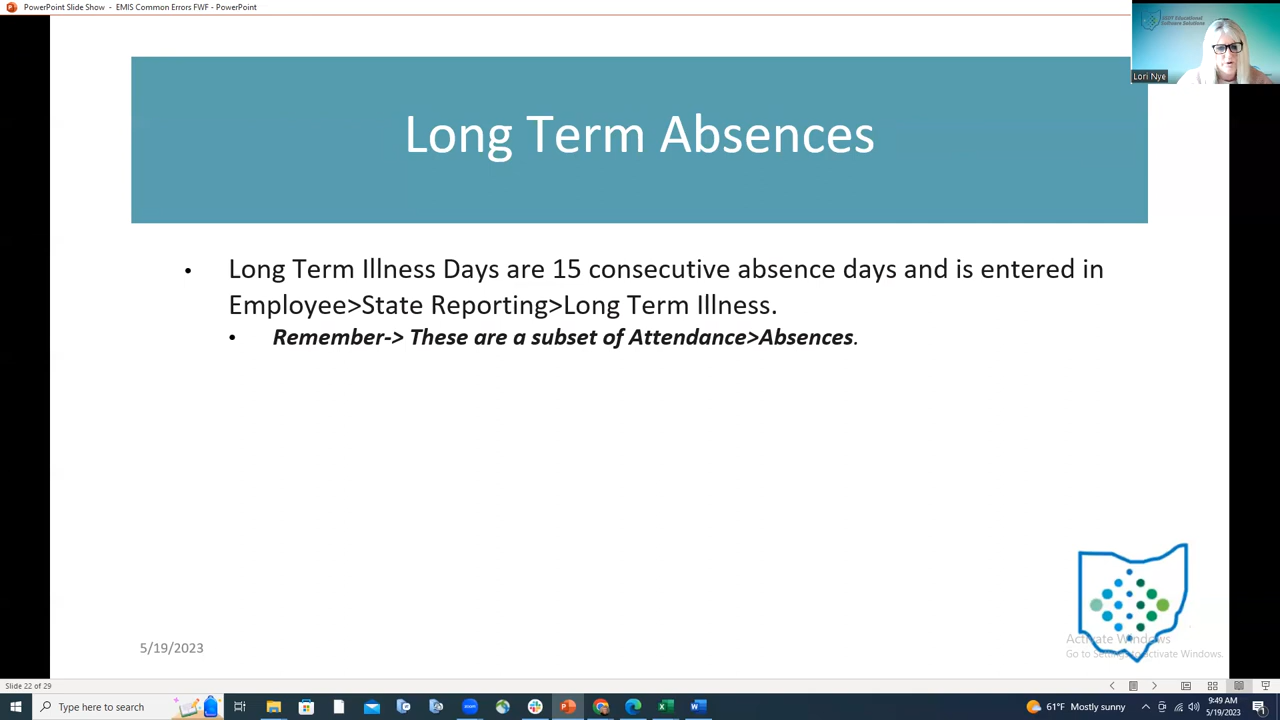 PowerPoint Slide Show - EMIS Common Errors FWF - PowerPoint
Lori Nye
Long Term Absences
• Long Term Illness Days are 15 consecutive absence days and is entered in
Employee>State Reporting>Long Term Illness.
• Remember-> These are a subset of Attendance>Absences.
5/19/2023
Activate Windows
Go to Settings to activate Windows.
Slide 22 of 29
Type here to search
61°F Mostly sunny
9:49 AM
5/19/2023